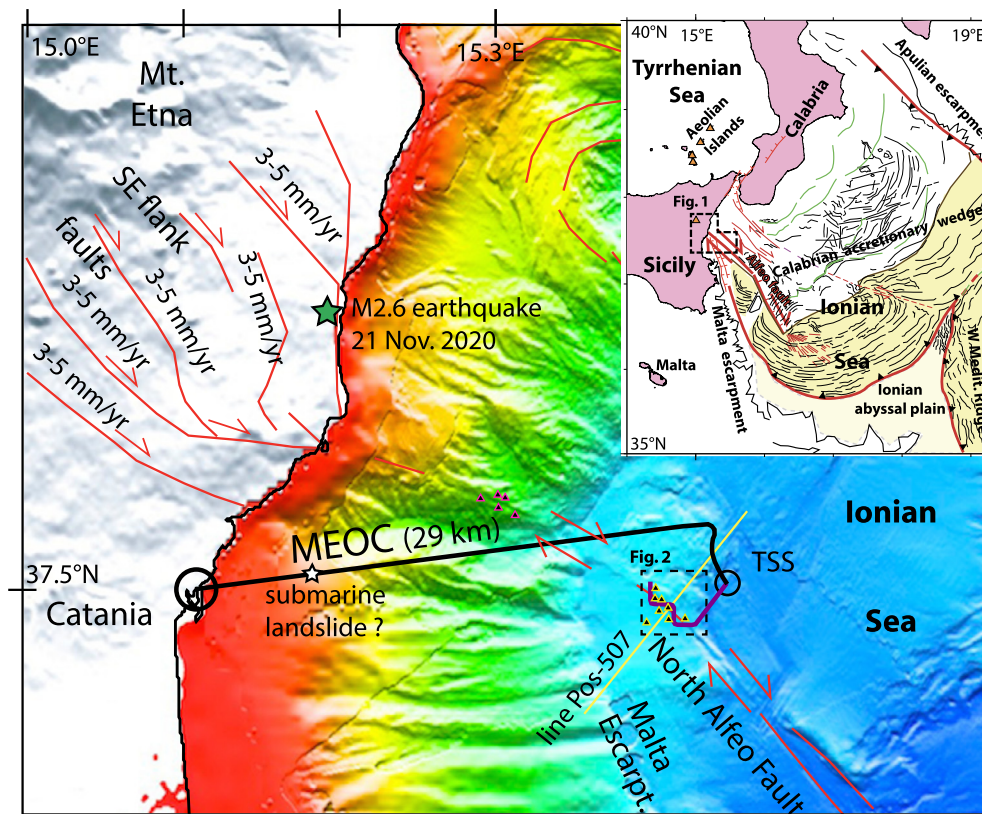 15.0°E
15.3°E
Mt.
Etna
SE flank
faults
3-5 mm/yr
3-5 mm/yr
3-5 mm/yr
3-5 mm/yr
3-5 mm/yr
M2.6 earthquake
21 Nov. 2020
MEOC (29 km)
37.5°N
Catania
submarine
landslide ?
Fig. 2
TSS
Ionian
Sea
line Pos-507
North Alfeo Fault
Malta
Escarpt.
40°N
15°E
19°E
Tyrrhenian
Sea
Aeolian
Islands
Calabria
Apulian escarpmen
Fig. 1
Sicily
Alfeo fault
Calabrian accretionary wedge
Ionian
Sea
Malta escarpment
Malta
Ionian
abyssal plain
W Medit. Ridge
35°N